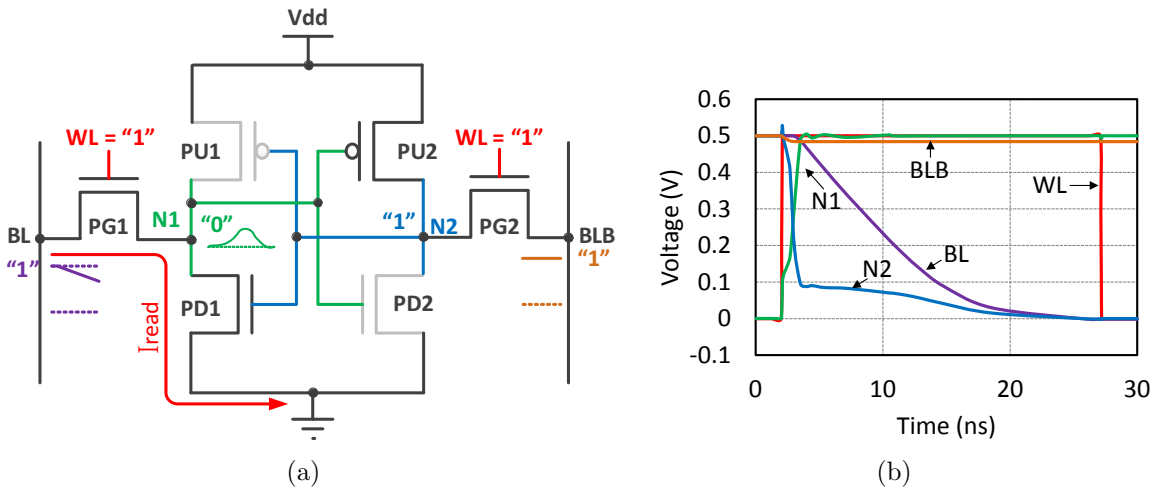 Vdd
WL = “1”
WL = “1”
PU1
PU2
PG1
N1
“0”
“1”
N2
PG2
BL
BLB
“1”
“1”
PD1
PD2
Iread
(a)
0.6
0.5
0.4
0.3
0.2
0.1
0
-0.1
Voltage (V)
BLB
N1
WL
BL
N2
0
10
20
30
Time (ns)
(b)